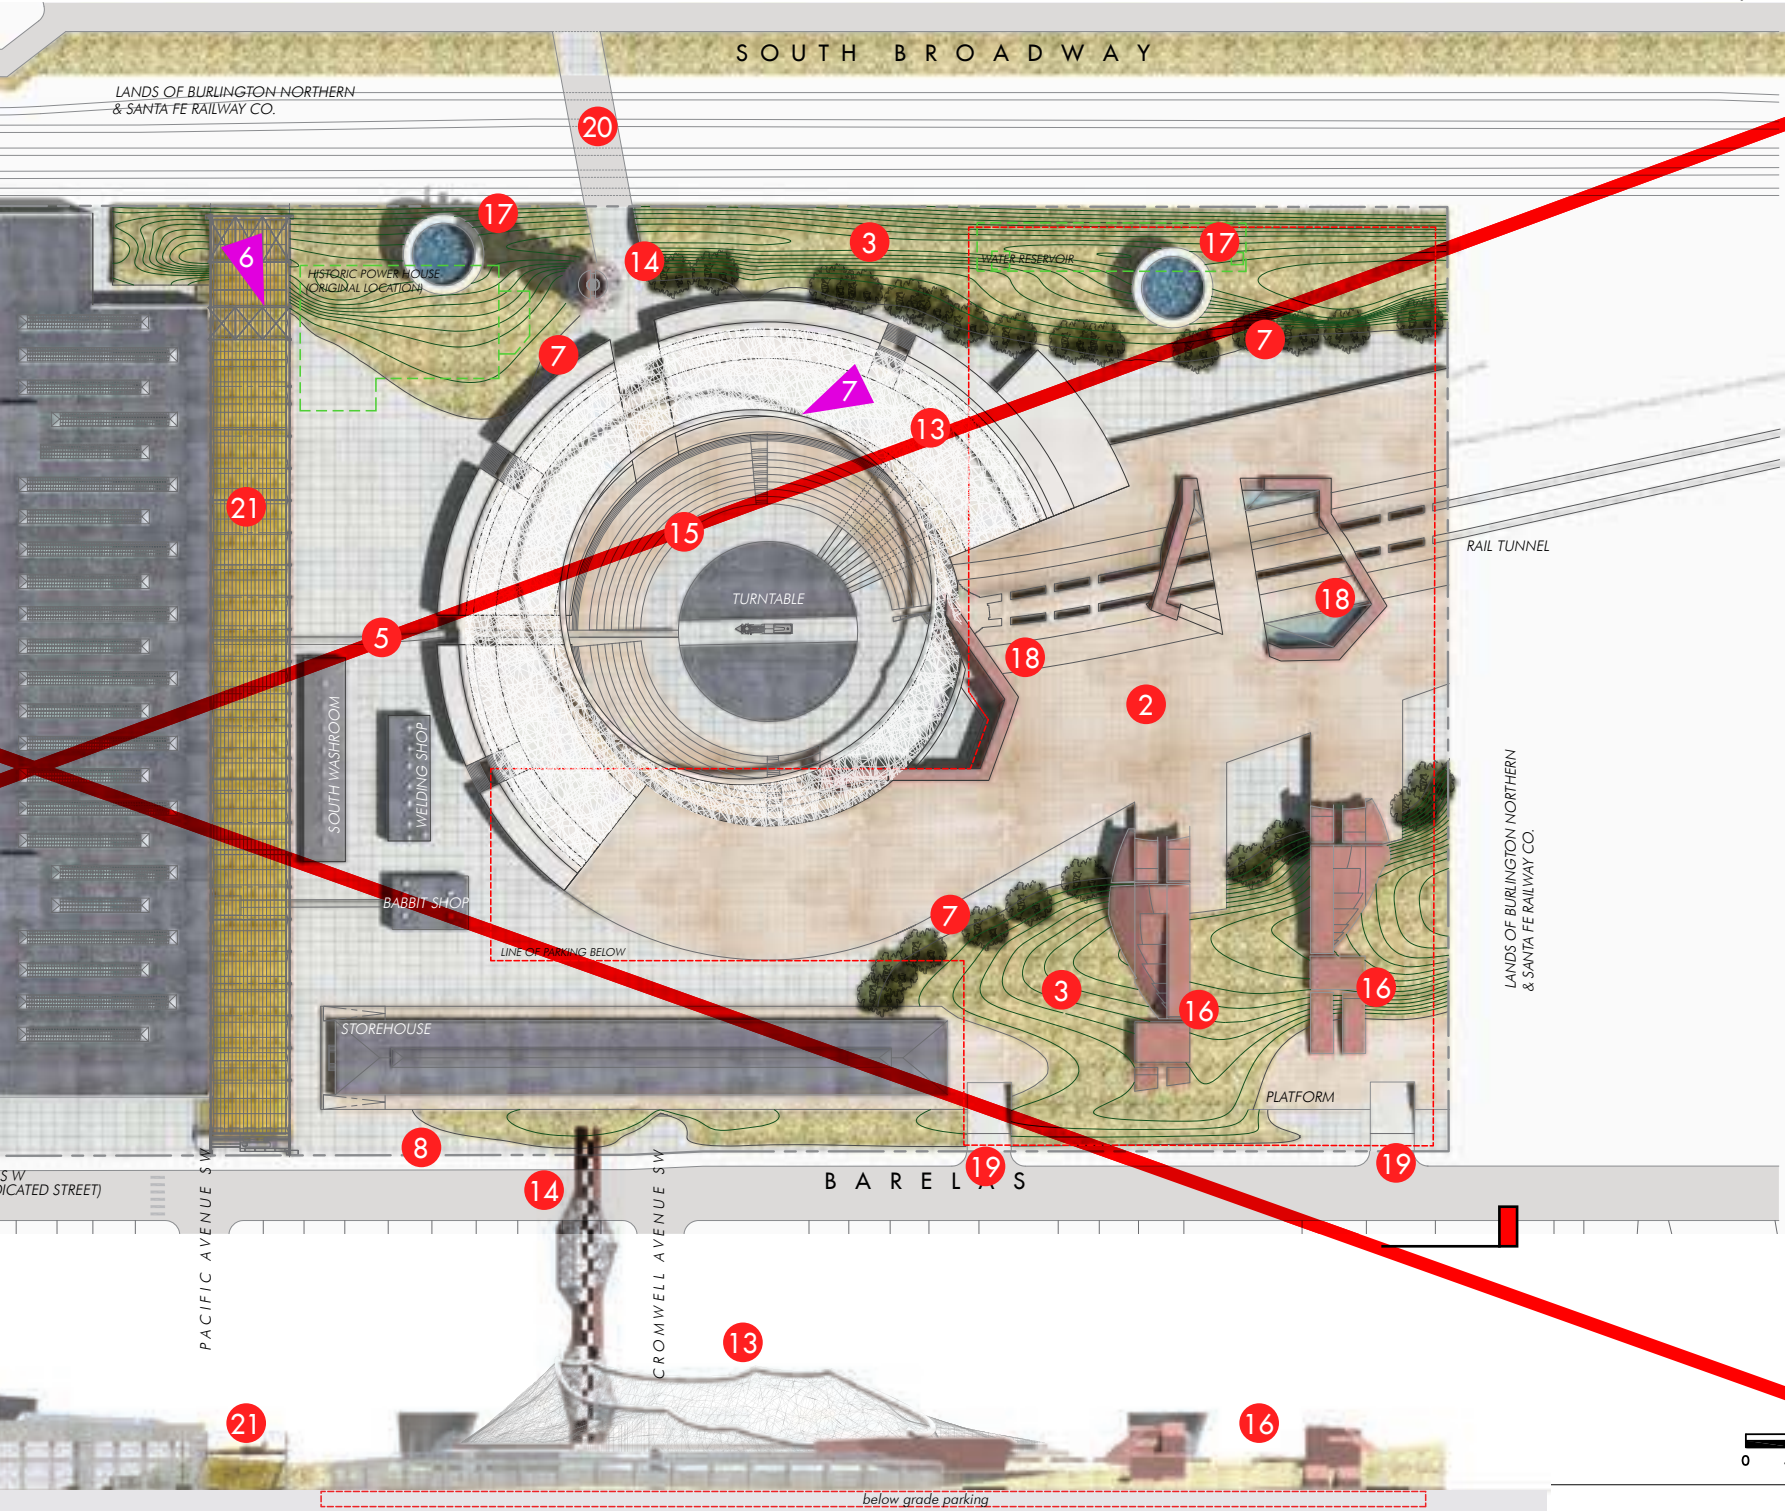 SOUTH BROADWAY
LANDS OF BURLINGTON NORTHERN
& SANTA FE RAILWAY CO.
20
17
14
3
17
6
HISTORIC POWER HOUSE
(ORIGINAL LOCATION)
WATER RESERVOIR
7
7
7
13
21
15
RAIL TUNNEL
TURNTABLE
18
5
18
2
SOUTH WASHROOM
WELDING SHOP
LANDS OF BURLINGTON NORTHERN
& SANTA FE RAILWAY CO.
BABBIT SHOP
7
LINE OF PARKING BELOW
3
16
16
STOREHOUSE
PLATFORM
8
19
19
S W
DICATED STREET)
BARELAS
14
PACIFIC AVENUE SW
CROMWELL AVENUE SW
13
21
16
0
below grade parking